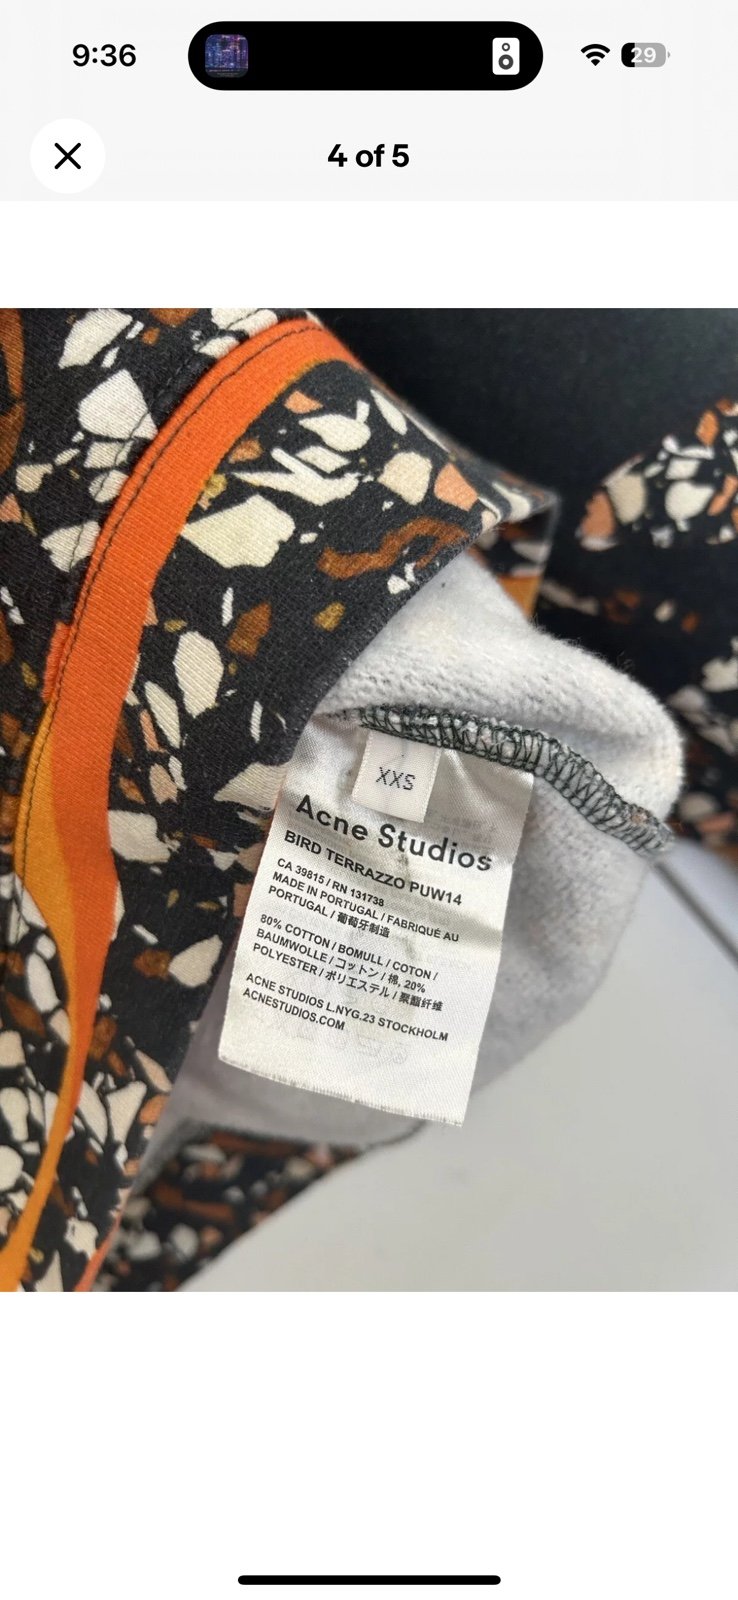 9:36
29
4 of 5
XXS
Acne Studios
BIRD TERRAZZO PUW14
CA 39815 / RN 131738
MADE IN PORTUGAL / FABRIQUÉ AU
PORTUGAL / 葡萄牙制造
80% COTTON / BOMULL / COTON /
BAUMWOLLE / コットン / 棉, 20%
POLYESTER / ポリエステル / 聚酯纤维
ACNE STUDIOS L.NYG.23 STOCKHOLM
ACNESTUDIOS.COM